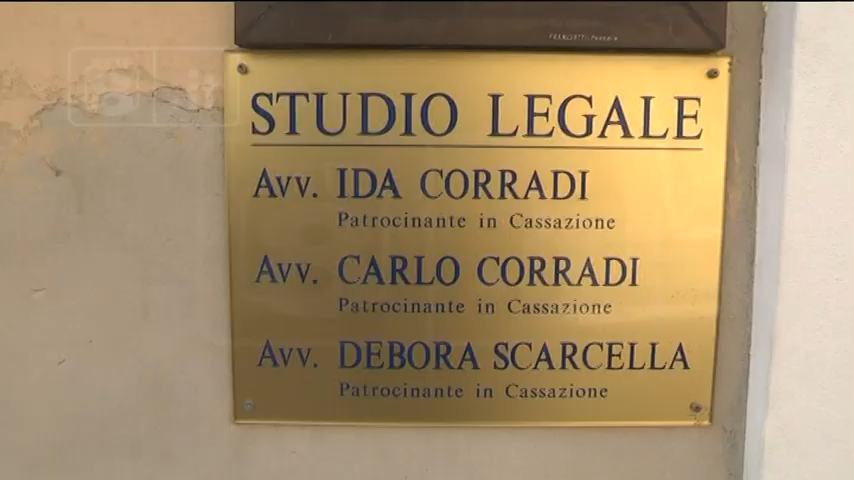 STUDIO LEGALE
Avv. IDA CORRADI
Patrocinante in Cassazione
Avv. CARLO CORRADI
Patrocinante in Cassazione
Avv. DEBORA SCARCELLA
Patrocinante in Cassazione